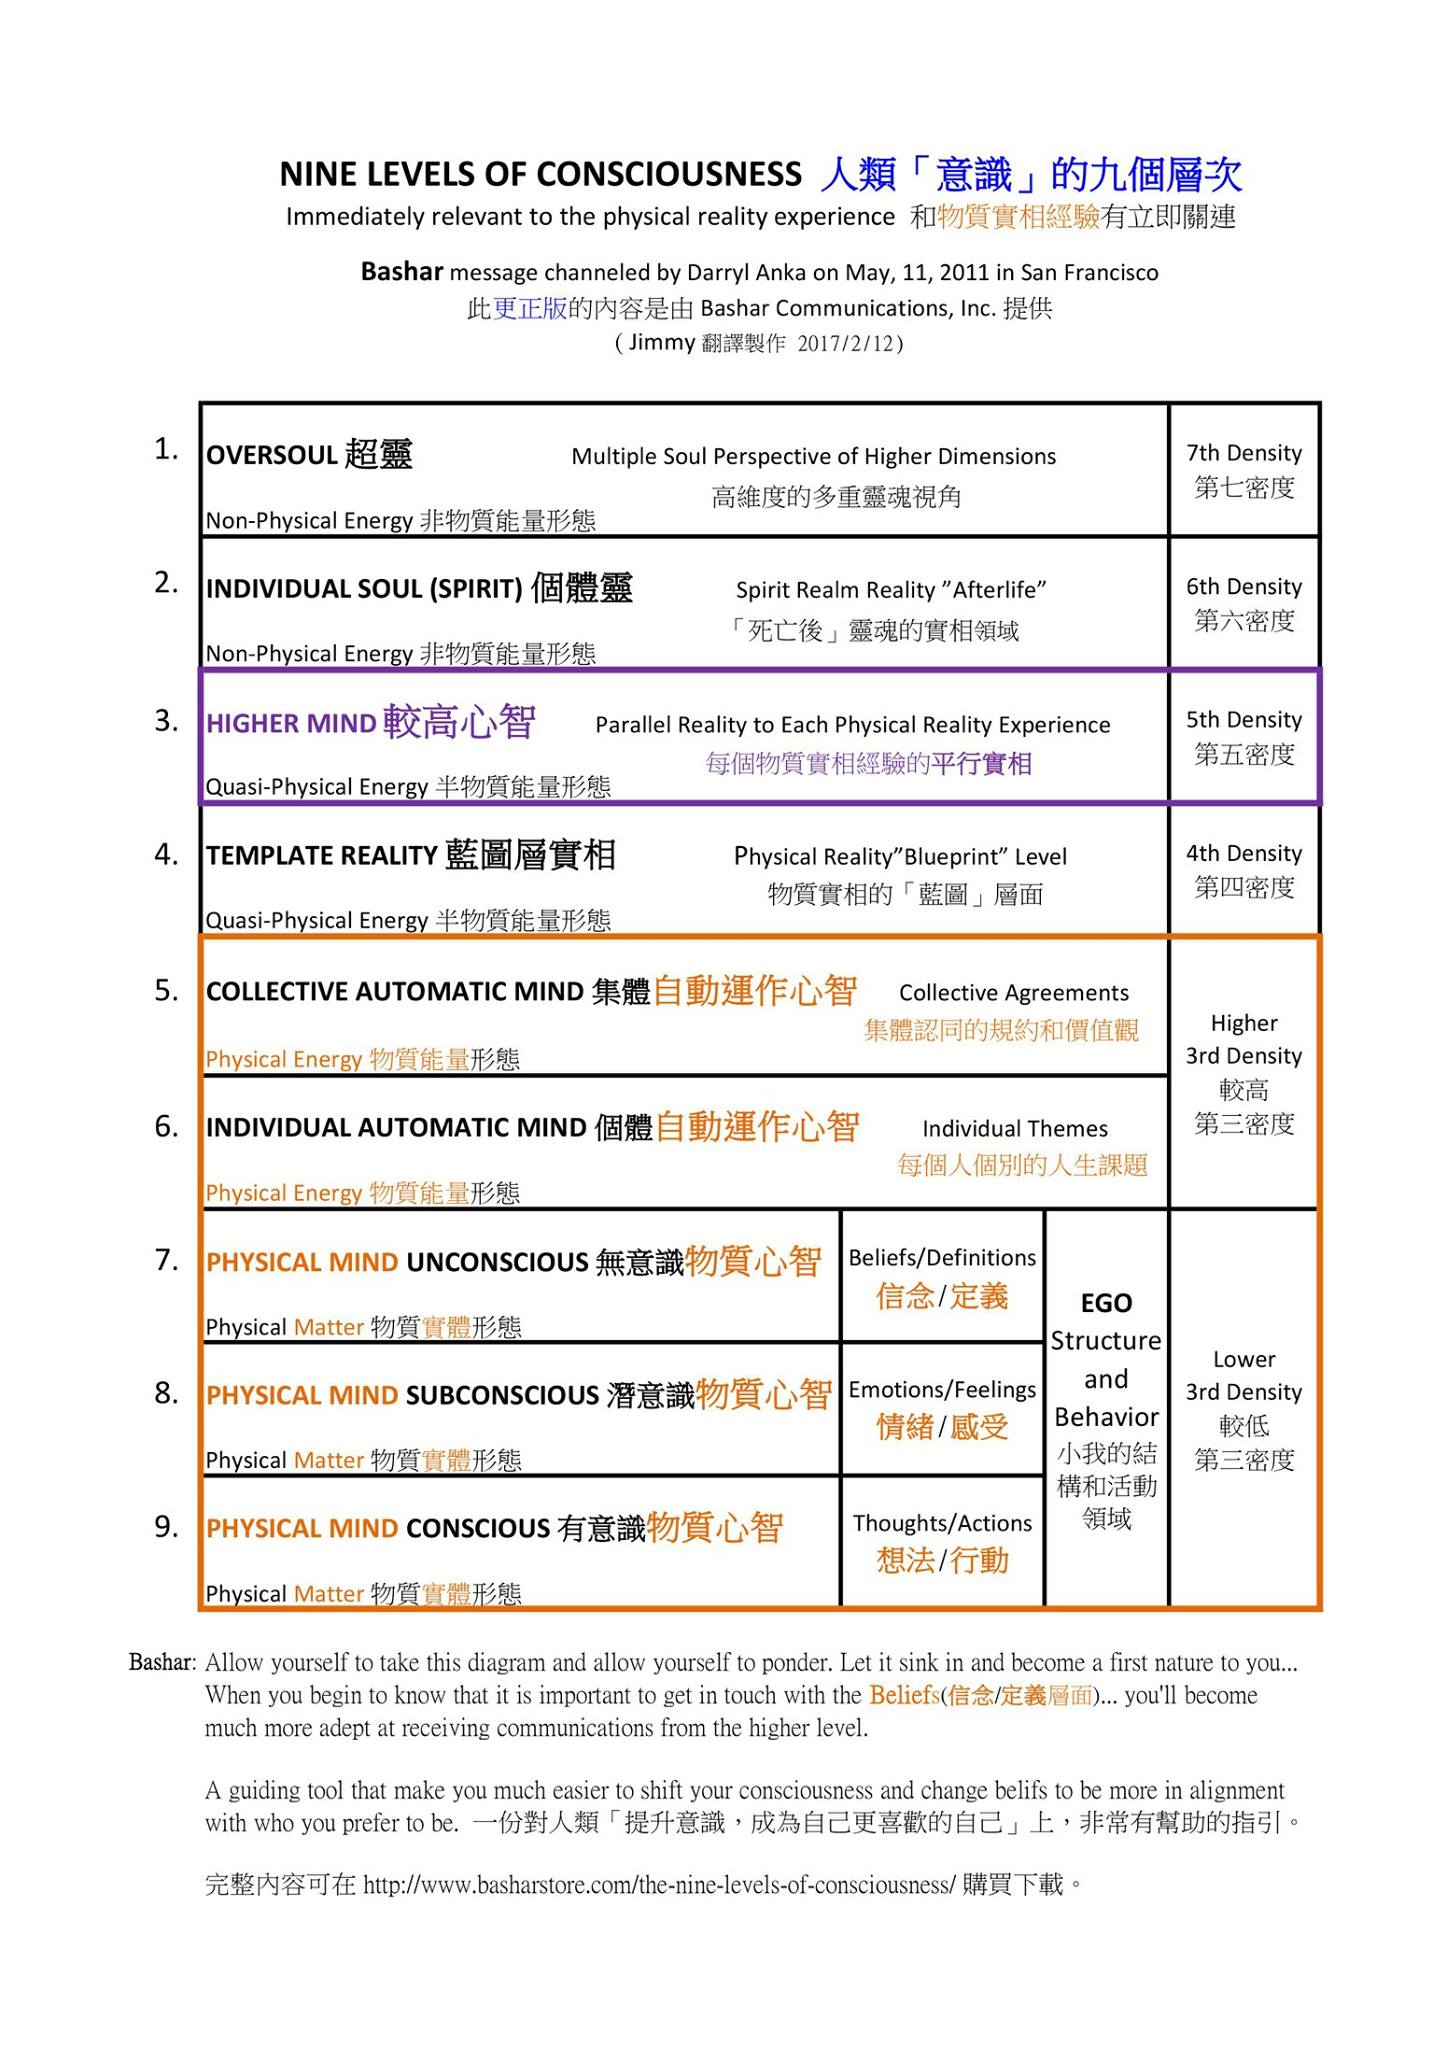 NINE LEVELS OF CONSCIOUSNESS 人類「意識」的九個層次
Immediately relevant to the physical reality experience 和物質實相經驗有立即關連
Bashar message channeled by Darryl Anka on May, 11, 2011 in San Francisco
此更正版的內容是由 Bashar Communications, Inc. 提供
( Jimmy 翻譯製作 2017/2/12)
1.
OVERSOUL 超靈
Multiple Soul Perspective of Higher Dimensions
高維度的多重靈魂視角
Non-Physical Energy 非物質能量形態
7th Density
第七密度
2.
INDIVIDUAL SOUL (SPIRIT) 個體靈
Spirit Realm Reality ”Afterlife”
「死亡後」靈魂的實相領域
Non-Physical Energy 非物質能量形態
6th Density
第六密度
3.
HIGHER MIND 較高心智
Parallel Reality to Each Physical Reality Experience
每個物質實相經驗的平行實相
Quasi-Physical Energy 半物質能量形態
5th Density
第五密度
4.
TEMPLATE REALITY 藍圖層實相
Physical Reality”Blueprint” Level
物質實相的「藍圖」層面
Quasi-Physical Energy 半物質能量形態
4th Density
第四密度
5.
COLLECTIVE AUTOMATIC MIND 集體自動運作心智
Collective Agreements
集體認同的規約和價值觀
Physical Energy 物質能量形態
Higher
3rd Density
較高
第三密度
6.
INDIVIDUAL AUTOMATIC MIND 個體自動運作心智
Individual Themes
每個人個別的人生課題
Physical Energy 物質能量形態
7.
PHYSICAL MIND UNCONSCIOUS 無意識物質心智
Physical Matter 物質實體形態
Beliefs/Definitions
信念/定義
8.
PHYSICAL MIND SUBCONSCIOUS 潛意識物質心智
Physical Matter 物質實體形態
Emotions/Feelings
情緒/感受
9.
PHYSICAL MIND CONSCIOUS 有意識物質心智
Physical Matter 物質實體形態
Thoughts/Actions
想法/行動
EGO
Structure
and
Behavior
小我的結
構和活動
領域
Lower
3rd Density
較低
第三密度
Bashar: Allow yourself to take this diagram and allow yourself to ponder. Let it sink in and become a first nature to you...
When you begin to know that it is important to get in touch with the Beliefs(信念/定義層面)... you'll become
much more adept at receiving communications from the higher level.
A guiding tool that make you much easier to shift your consciousness and change belifs to be more in alignment
with who you prefer to be. 一份對人類「提升意識，成為自己更喜歡的自己」上，非常有幫助的指引。
完整內容可在 http://www.basharstore.com/the-nine-levels-of-consciousness/ 購買下載。